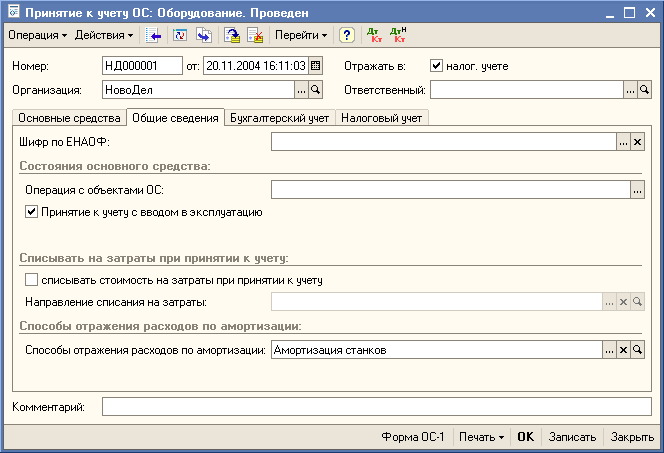 Принятие к учету ОС: Оборудование. Проведен
Операция Действия Перейти ? Дт Кт Дт Н Кт
Номер: НД000001 от: 20.11.2004 16:11:03 Отражать в: налог. учете
Организация: НовоДел ... Ответственный: ...
Основные средства Общие сведения Бухгалтерский учет Налоговый учет
Шифр по ЕНАОФ: ...
Состояния основного средства:
Операция с объектами ОС: ...
Принятие к учету с вводом в эксплуатацию
Списывать на затраты при принятии к учету:
списывать стоимость на затраты при принятии к учету
Направление списания на затраты: ...
Способы отражения расходов по амортизации:
Способы отражения расходов по амортизации: Амортизация станков ...
Комментарий:
Форма ОС-1 Печать OK Записать Закрыть